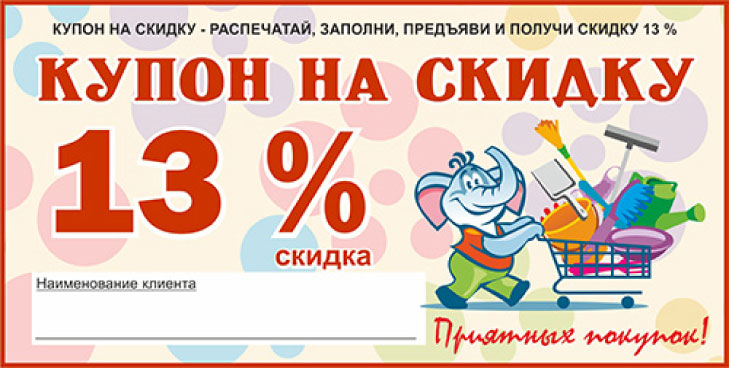 КУПОН НА СКИДКУ - РАСПЕЧАТАЙ, ЗАПОЛНИ, ПРЕДЪЯВИ И ПОЛУЧИ СКИДКУ 13 %
КУПОН НА СКИДКУ
13 %
скидка
Наименование клиента
Приятных покупок!